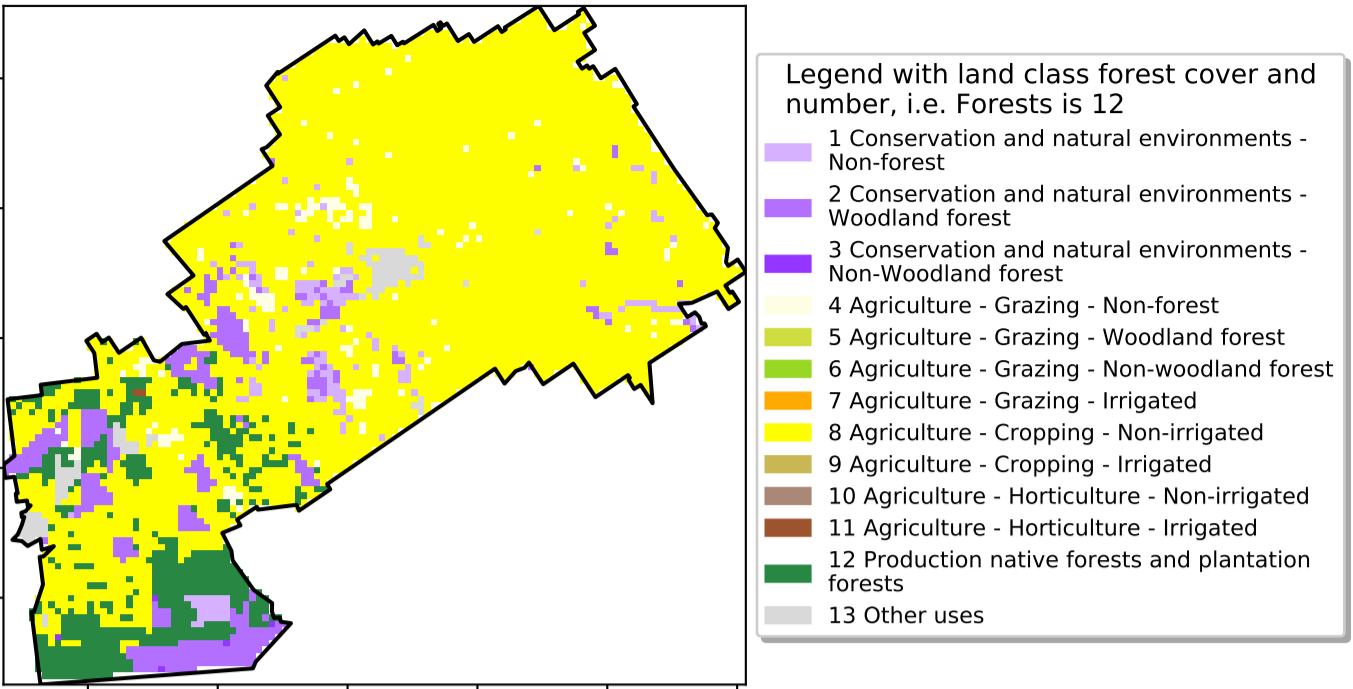 Legend with land class forest cover and
number, i.e. Forests is 12
1 Conservation and natural environments -
Non-forest
2 Conservation and natural environments -
Woodland forest
3 Conservation and natural environments -
Non-Woodland forest
4 Agriculture - Grazing - Non-forest
5 Agriculture - Grazing - Woodland forest
6 Agriculture - Grazing - Non-woodland forest
7 Agriculture - Grazing - Irrigated
8 Agriculture - Cropping - Non-irrigated
9 Agriculture - Cropping - Irrigated
10 Agriculture - Horticulture - Non-irrigated
11 Agriculture - Horticulture - Irrigated
12 Production native forests and plantation
forests
13 Other uses